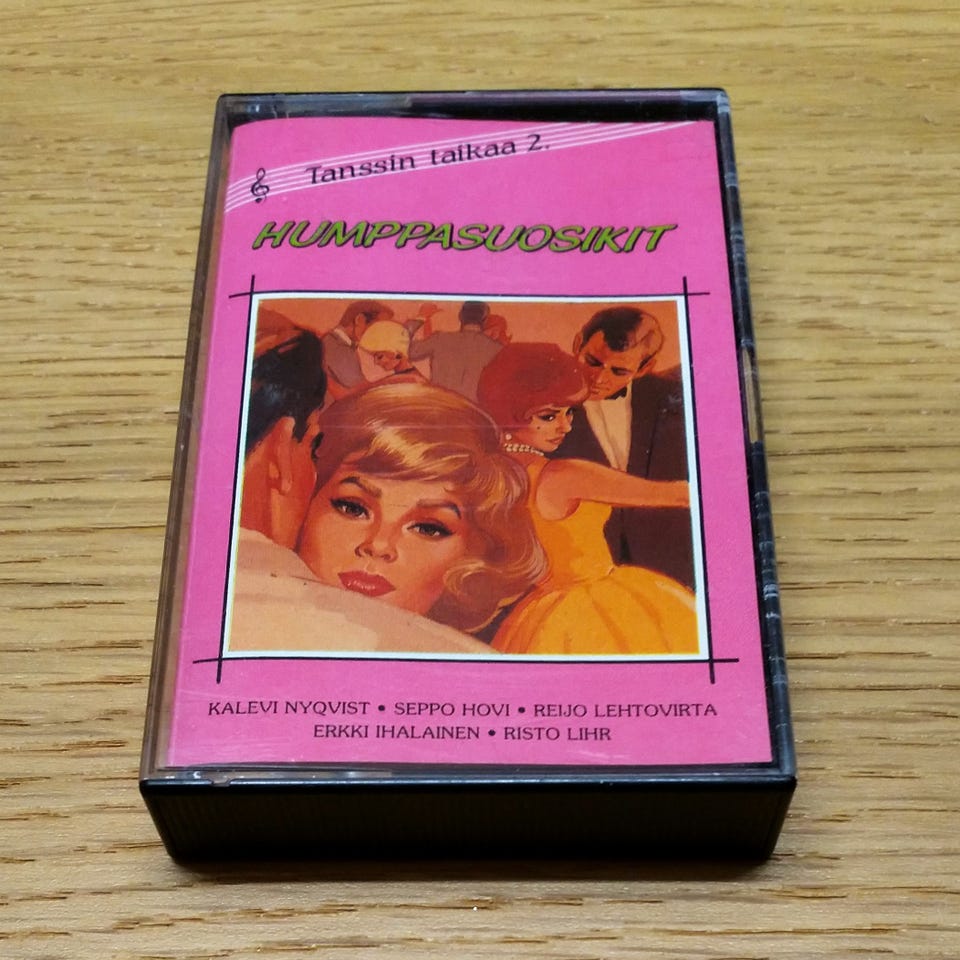 Tanssin taikaa 2.
HUMPPASUOSIKIT
KALEVI NYQVIST • SEPPO HOVI • REIJO LEHTOVIRTA
ERKKI IHALAINEN • RISTO LIHR